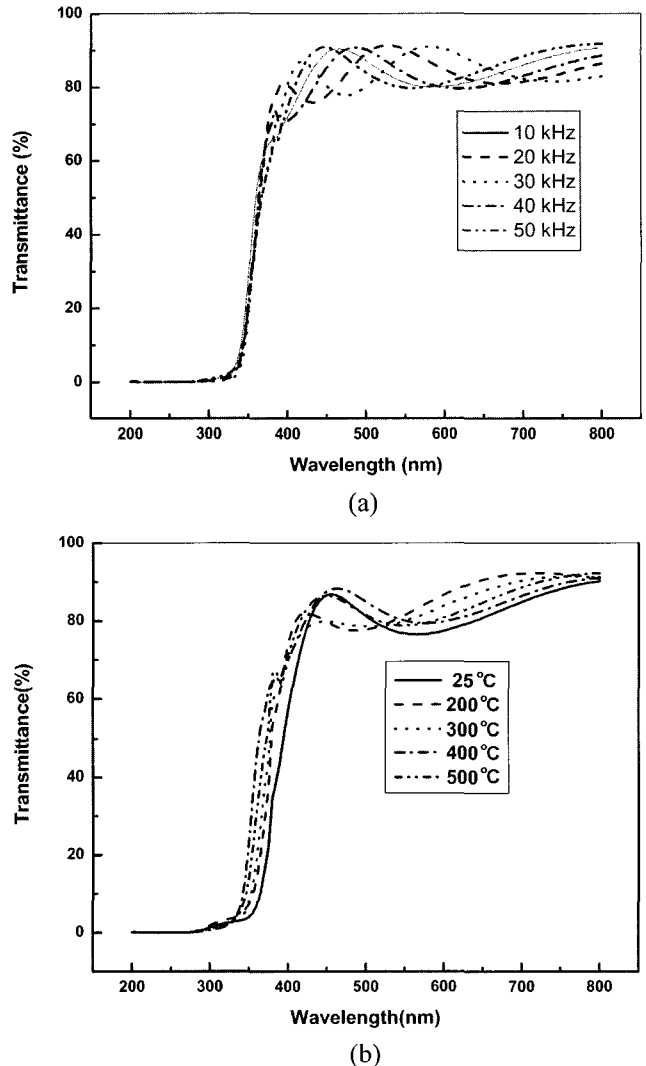 100
80
60
40
20
0
Transmittance (%)
10 kHz
20 kHz
30 kHz
40 kHz
50 kHz
200 300 400 500 600 700 800
Wavelength (nm)
(a)
100
80
60
40
20
0
Transmittance(%)
25°C
200°C
300°C
400°C
500°C
200 300 400 500 600 700 800
Wavelength(nm)
(b)